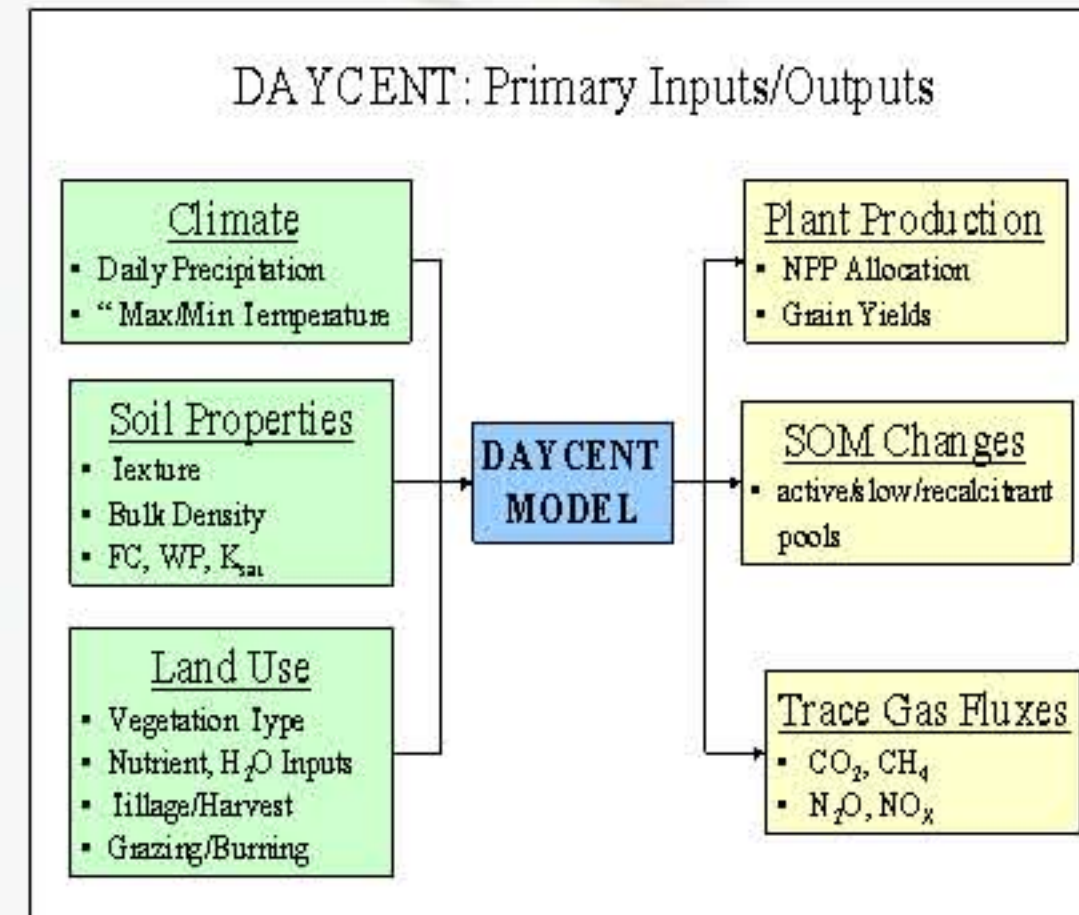 DAYCENT: Primary Inputs/Outputs
Climate
▪ Daily Precipitation
▪ “ Max/Min Temperature
Soil Properties
▪ Texture
▪ Bulk Density
▪ FC, WP, Ksat
Land Use
▪ Vegetation Type
▪ Nutrient, H₂O Inputs
▪ Tillage/Harvest
▪ Grazing/Burning
DAYCENT
MODEL
Plant Production
▪ NPP Allocation
▪ Grain Yields
SOM Changes
▪ active/slow/recalcitrant
pools
Trace Gas Fluxes
▪ CO₂, CH₄
▪ N₂O, NOₓ